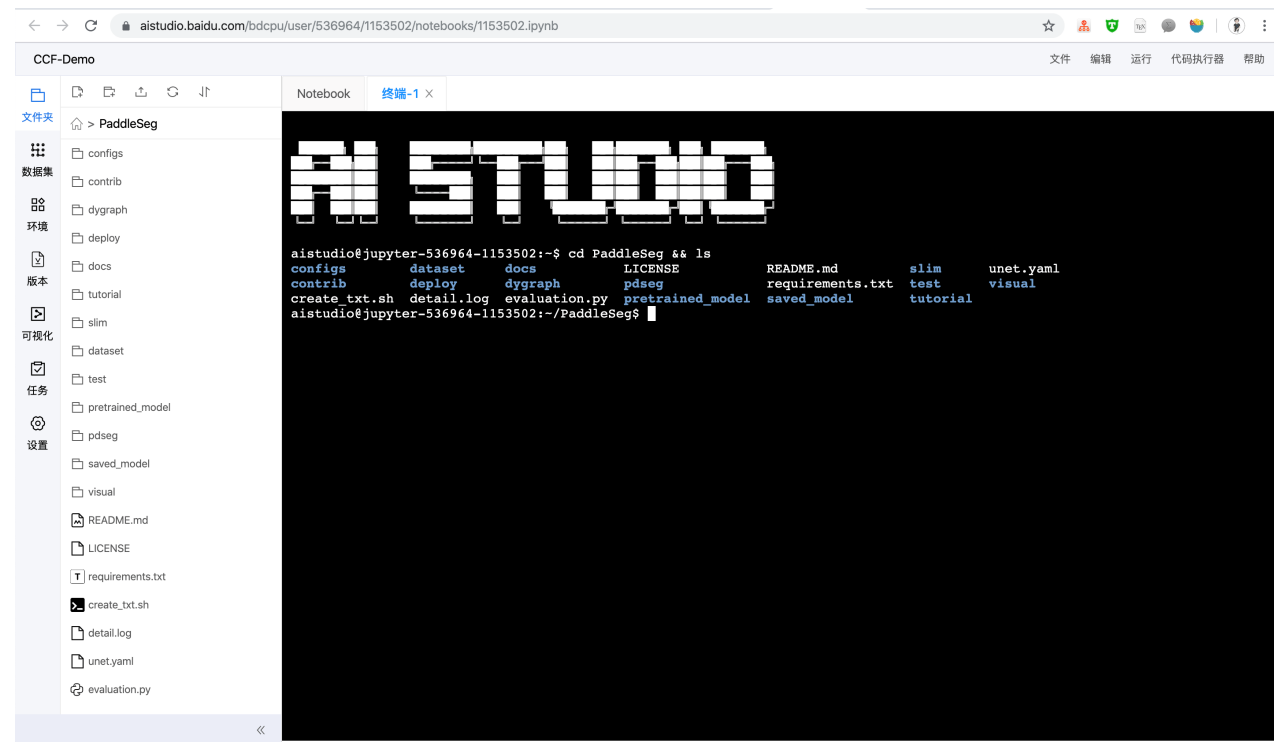 aistudio.baidu.com/bdcpu/user/536964/1153502/notebooks/1153502.ipynb
CCF-Demo
文件 编辑 运行 代码执行器 帮助
文件夹
数据集
环境
版本
可视化
任务
设置
> PaddleSeg
configs
contrib
dygraph
deploy
docs
tutorial
slim
dataset
test
pretrained_model
pdseg
saved_model
visual
README.md
LICENSE
T requirements.txt
create_txt.sh
detail.log
unet.yaml
evaluation.py
Notebook 终端-1
AI STUDIO
aistudio@jupyter-536964-1153502:~$ cd PaddleSeg && ls
configs dataset docs LICENSE README.md slim unet.yaml
contrib deploy dygraph pdseg requirements.txt test visual
create_txt.sh detail.log evaluation.py pretrained_model saved_model tutorial
aistudio@jupyter-536964-1153502:~/PaddleSeg$